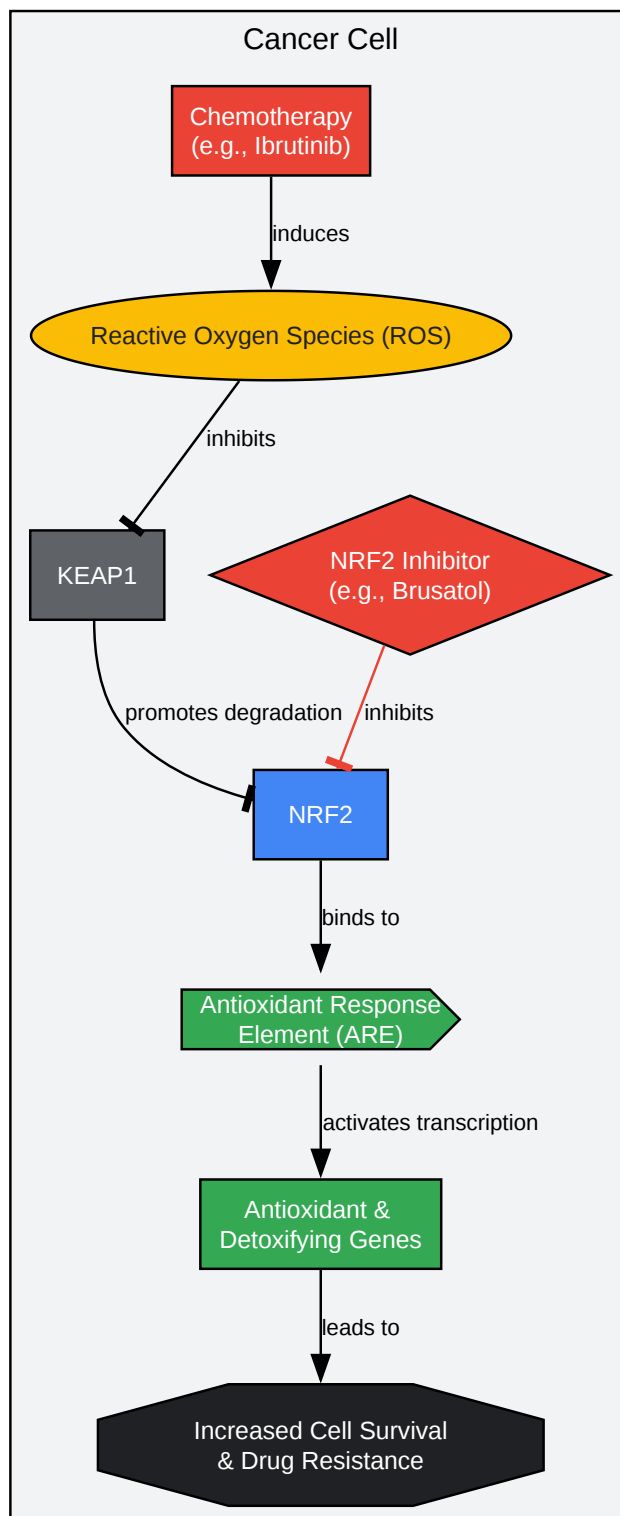 Cancer Cell
Chemotherapy
(e.g., Ibrutinib)
induces
Reactive Oxygen Species (ROS)
inhibits
KEAP1
NRF2 Inhibitor
(e.g., Brusatol)
promotes degradation
inhibits
NRF2
binds to
Antioxidant Response
Element (ARE)
activates transcription
Antioxidant &
Detoxifying Genes
leads to
Increased Cell Survival
& Drug Resistance